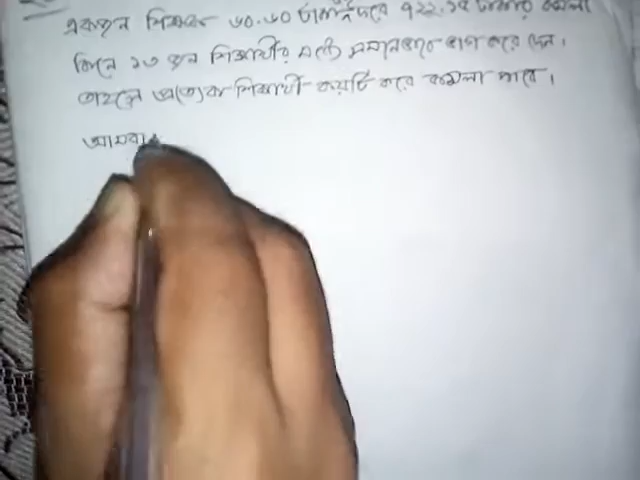 একজন শিক্ষক ৬০.৬০ টাকা দরে ৭২২.১৫ টাকার কমলা
কিনে ১৩ জন শিক্ষার্থীর মধ্যে সমানভাবে ভাগ করে দেন।
তাহলে প্রত্যেক শিক্ষার্থী কয়টি করে কমলা পাবে।
আমরা